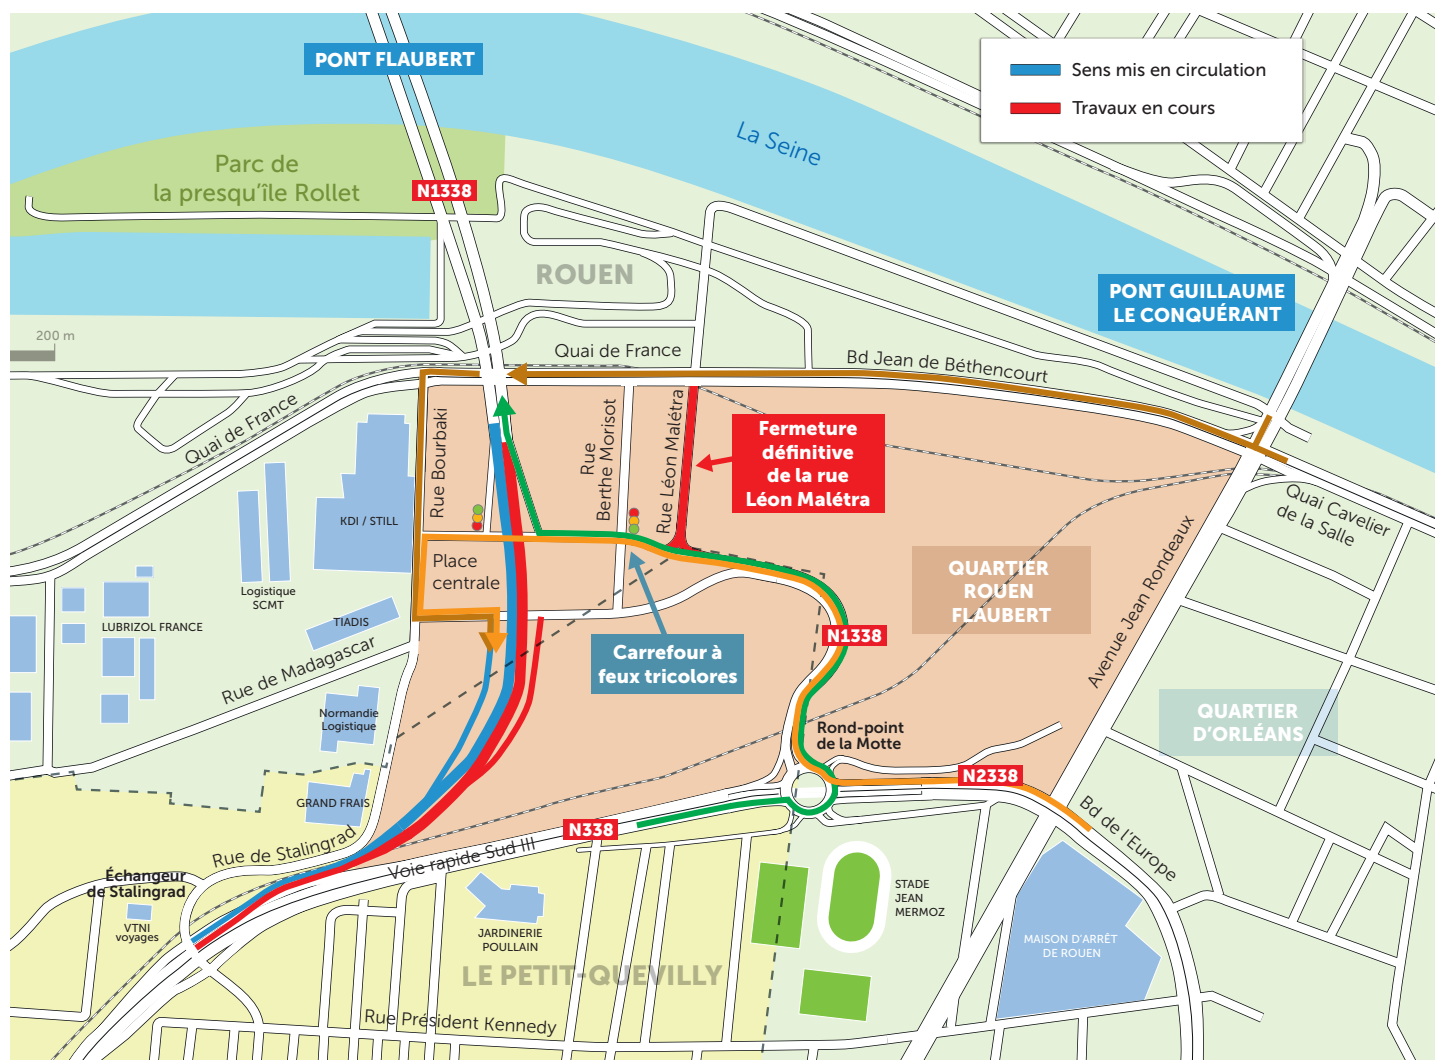 PONT FLAUBERT
Sens mis en circulation
Travaux en cours
La Seine
Parc de
la presqu'île Rollet
N1338
ROUEN
PONT GUILLAUME
LE CONQUÉRANT
200 m
Quai de France
Bd Jean de Béthencourt
Quai de France
Rue Bourbaki
Rue
Berthe Morisot
Rue Léon Malétra
Fermeture
définitive
de la rue
Léon Malétra
Quai Cavelier
de la Salle
KDI / STILL
Place
centrale
Logistique
SCMT
LUBRIZOL FRANCE
TIADIS
Rue de Madagascar
QUARTIER
ROUEN
FLAUBERT
Avenue Jean Rondeaux
N1338
Carrefour à
feux tricolores
Normandie
Logistique
QUARTIER
D'ORLÉANS
Rond-point
de la Motte
N2338
GRAND FRAIS
N338
Bd de l'Europe
Rue de Stalingrad
Voie rapide Sud III
Échangeur
de Stalingrad
VTNI
voyages
JARDINERIE
POULLAIN
STADE
JEAN
MERMOZ
MAISON D'ARRÊT
DE ROUEN
LE PETIT-QUEVILLY
Rue Président Kennedy